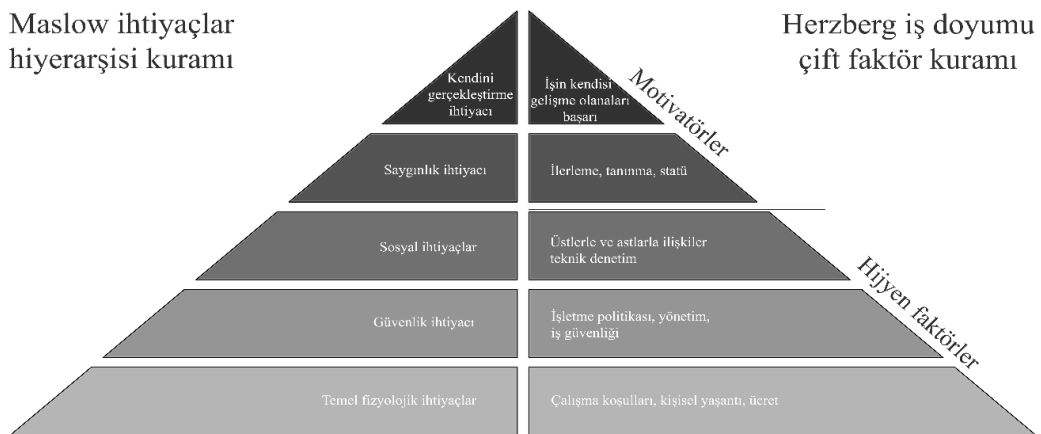 Maslow ihtiyaçlar
hiyerarşisi kuramı
Herzberg iş doyumu
çift faktör kuramı
Kendini
gerçekleştirme
ihtiyacı
İşin kendisi
gelişme olanaları
başarı
Motivatörler
Saygınlık ihtiyacı
İlerleme, tanınma, statü
Sosyal ihtiyaçlar
Üstlerle ve astlarla ilişkiler
teknik denetim
Hijyen faktörler
Güvenlik ihtiyacı
İşletme politikası, yönetim,
iş güvenliği
Temel fizyolojik ihtiyaçlar
Çalışma koşulları, kişisel yaşantı, ücret